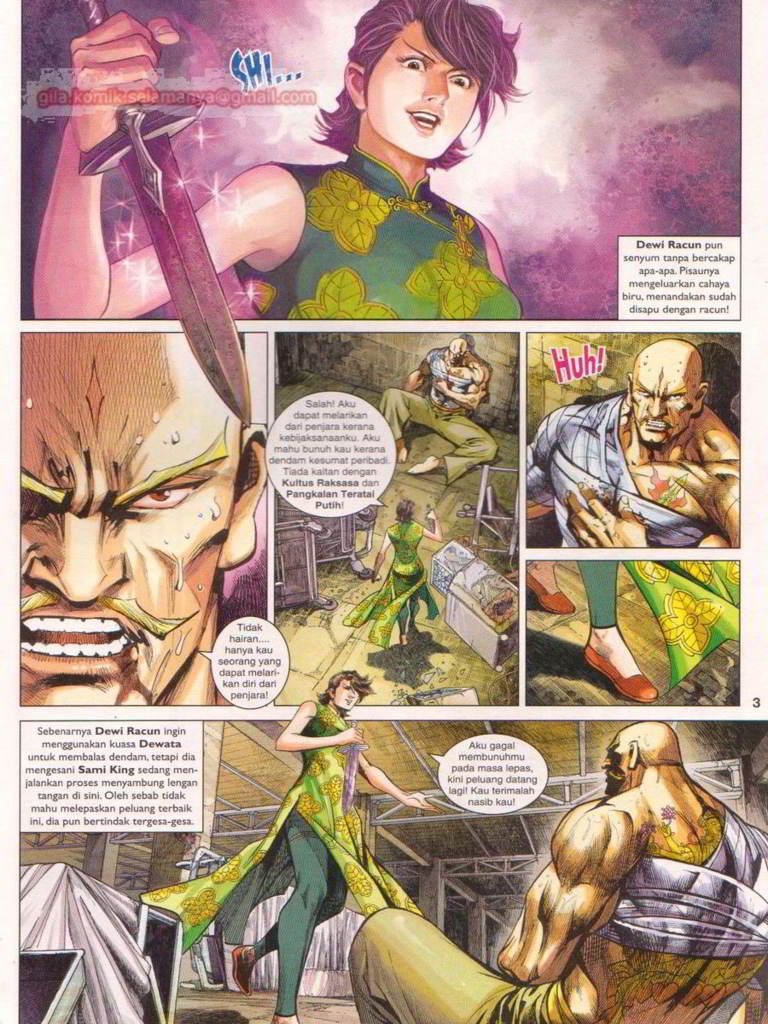 SHI...
gila.komik.selamanya@gmail.com
Dewi Racun pun
senyum tanpa bercakap
apa-apa. Pisaunya
mengeluarkan cahaya
biru, menandakan sudah
disapu dengan racun!
Tidak
hairan....
hanya kau
seorang yang
dapat melari-
kan diri dari
penjara!
Salah! Aku
dapat melarikan
dari penjara kerana
kebijaksanaanku. Aku
mahu bunuh kau kerana
dendam kesumat peribadi.
Tiada kaitan dengan
Kultus Raksasa dan
Pangkalan Teratai
Putih!
Huh!
3
Sebenarnya Dewi Racun ingin
menggunakan kuasa Dewata
untuk membalas dendam, tetapi dia
mengesani Sami King sedang men-
jalankan proses menyambung lengan
tangan di sini. Oleh sebab tidak
mahu melepaskan peluang terbaik
ini, dia pun bertindak tergesa-gesa.
Aku gagal
membunuhmu
pada masa lepas,
kini peluang datang
lagi! Kau terimalah
nasib kau!